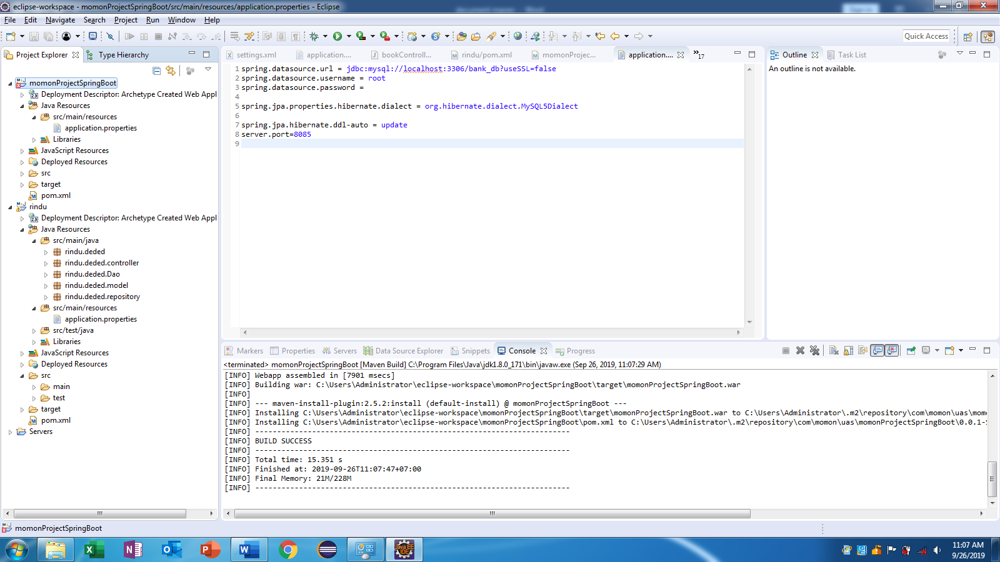 eclipse-workspace - momonProjectSpringBoot/src/main/resources/application.properties - Eclipse
File Edit Navigate Search Project Run Window Help
Quick Access
Project Explorer Type Hierarchy
momonProjectSpringBoot
Deployment Descriptor: Archetype Created Web Appl
Java Resources
src/main/resources
application.properties
Libraries
JavaScript Resources
Deployed Resources
src
target
pom.xml
rindu
Deployment Descriptor: Archetype Created Web Appl
Java Resources
src/main/java
rindu.deded
rindu.deded.controller
rindu.deded.Dao
rindu.deded.model
rindu.deded.repository
src/main/resources
application.properties
src/test/java
Libraries
JavaScript Resources
Deployed Resources
src
main
test
target
pom.xml
Servers
settings.xml application.... bookControll... rindu/pom.xml momonProjec... application.... »17
1 spring.datasource.url = jdbc:mysql://localhost:3306/bank_db?useSSL=false
2 spring.datasource.username = root
3 spring.datasource.password =
4
5 spring.jpa.properties.hibernate.dialect = org.hibernate.dialect.MySQL5Dialect
6
7 spring.jpa.hibernate.ddl-auto = update
8 server.port=8085
9
Outline Task List
An outline is not available.
Markers Properties Servers Data Source Explorer Snippets Console Progress
<terminated> momonProjectSpringBoot [Maven Build] C:\Program Files\Java\jdk1.8.0_171\bin\javaw.exe (Sep 26, 2019, 11:07:29 AM)
[INFO] Webapp assembled in [7901 msecs]
[INFO] Building war: C:\Users\Administrator\eclipse-workspace\momonProjectSpringBoot\target\momonProjectSpringBoot.war
[INFO]
[INFO] --- maven-install-plugin:2.5.2:install (default-install) @ momonProjectSpringBoot ---
[INFO] Installing C:\Users\Administrator\eclipse-workspace\momonProjectSpringBoot\target\momonProjectSpringBoot.war to C:\Users\Administrator\.m2\repository\com\momon\uas\momo
[INFO] Installing C:\Users\Administrator\eclipse-workspace\momonProjectSpringBoot\pom.xml to C:\Users\Administrator\.m2\repository\com\momon\uas\momonProjectSpringBoot\0.0.1-S
[INFO] ------------------------------------------------------------------------
[INFO] BUILD SUCCESS
[INFO] ------------------------------------------------------------------------
[INFO] Total time: 15.351 s
[INFO] Finished at: 2019-09-26T11:07:47+07:00
[INFO] Final Memory: 21M/228M
[INFO] ------------------------------------------------------------------------
momonProjectSpringBoot
Java EE
IDE
11:07 AM
9/26/2019